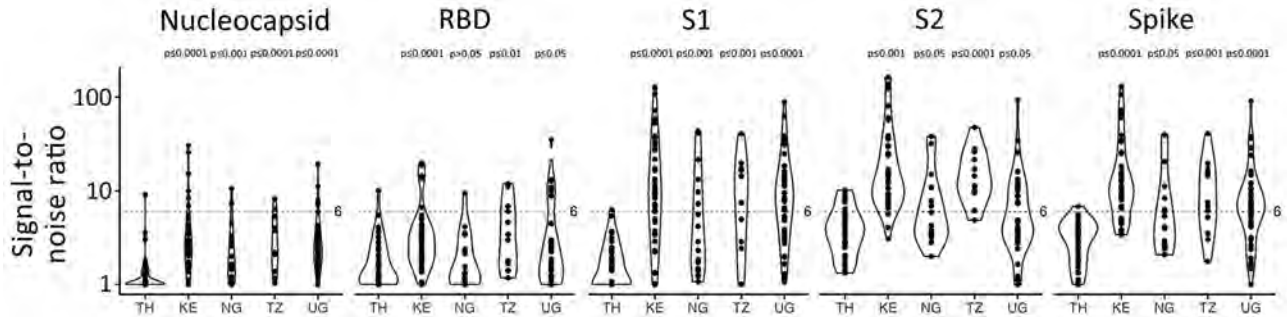 Nucleocapsid RBD S1 S2 Spike
p≤0.0001 p≤0.001 p≤0.0001 p≤0.0001 p≤0.0001 p>0.05 p≤0.01 p≤0.05 p≤0.0001 p≤0.001 p≤0.001 p≤0.0001 p≤0.001 p≤0.05 p≤0.0001 p≤0.05 p≤0.0001 p≤0.05 p≤0.001 p≤0.0001
Signal-to-
noise ratio
100
10
6 6 6 6 6
1
TH KE NG TZ UG TH KE NG TZ UG TH KE NG TZ UG TH KE NG TZ UG TH KE NG TZ UG